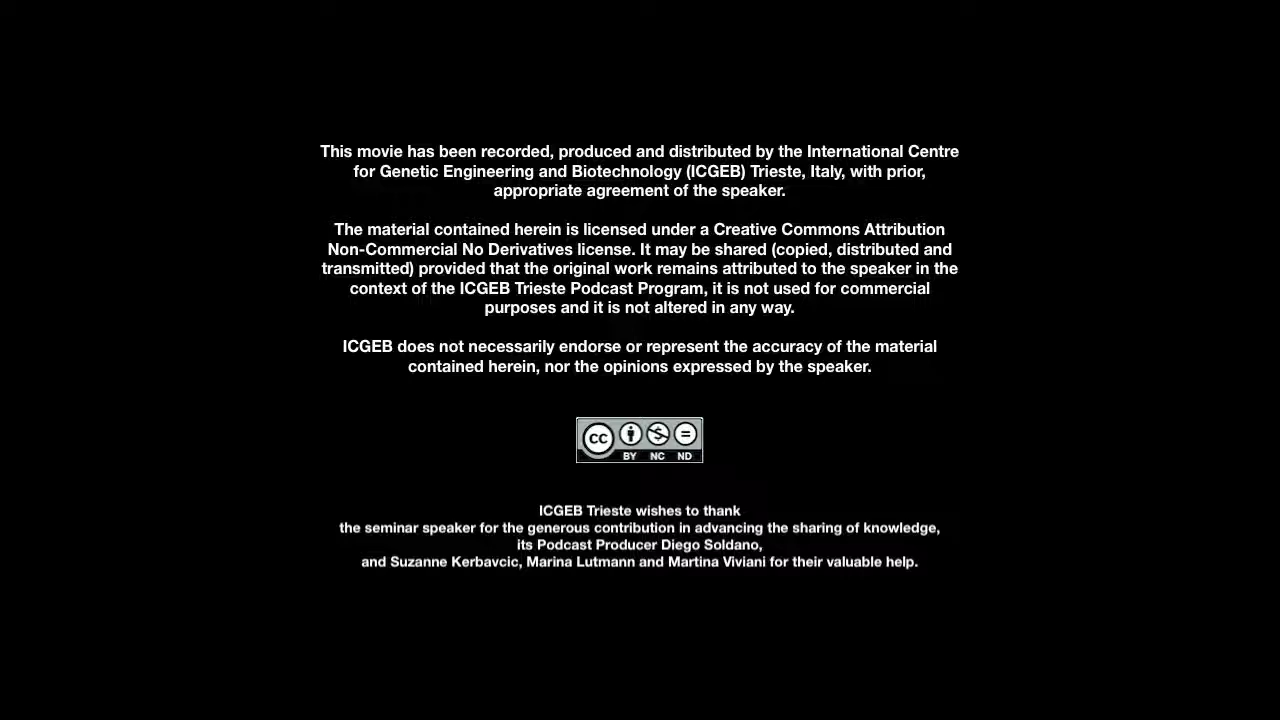 This movie has been recorded, produced and distributed by the International Centre
for Genetic Engineering and Biotechnology (ICGEB) Trieste, Italy, with prior,
appropriate agreement of the speaker.
The material contained herein is licensed under a Creative Commons Attribution
Non-Commercial No Derivatives license. It may be shared (copied, distributed and
transmitted) provided that the original work remains attributed to the speaker in the
context of the ICGEB Trieste Podcast Program, it is not used for commercial
purposes and it is not altered in any way.
ICGEB does not necessarily endorse or represent the accuracy of the material
contained herein, nor the opinions expressed by the speaker.
CC
BY NC ND
ICGEB Trieste wishes to thank
the seminar speaker for the generous contribution in advancing the sharing of knowledge,
its Podcast Producer Diego Soldano,
and Suzanne Kerbavcic, Marina Lutmann and Martina Viviani for their valuable help.